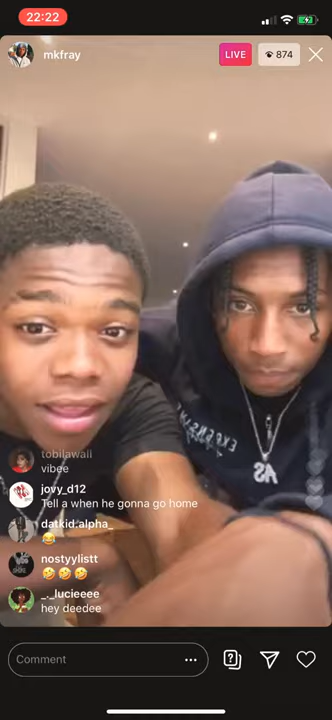 22:22
mkfray
LIVE
874
tobilawall
vibee
jovy_d12
Tell a when he gonna go home
datkid.alpha_
😂
nostyylistt
🤣🤣🤣
_._lucieeee
hey deedee
Comment